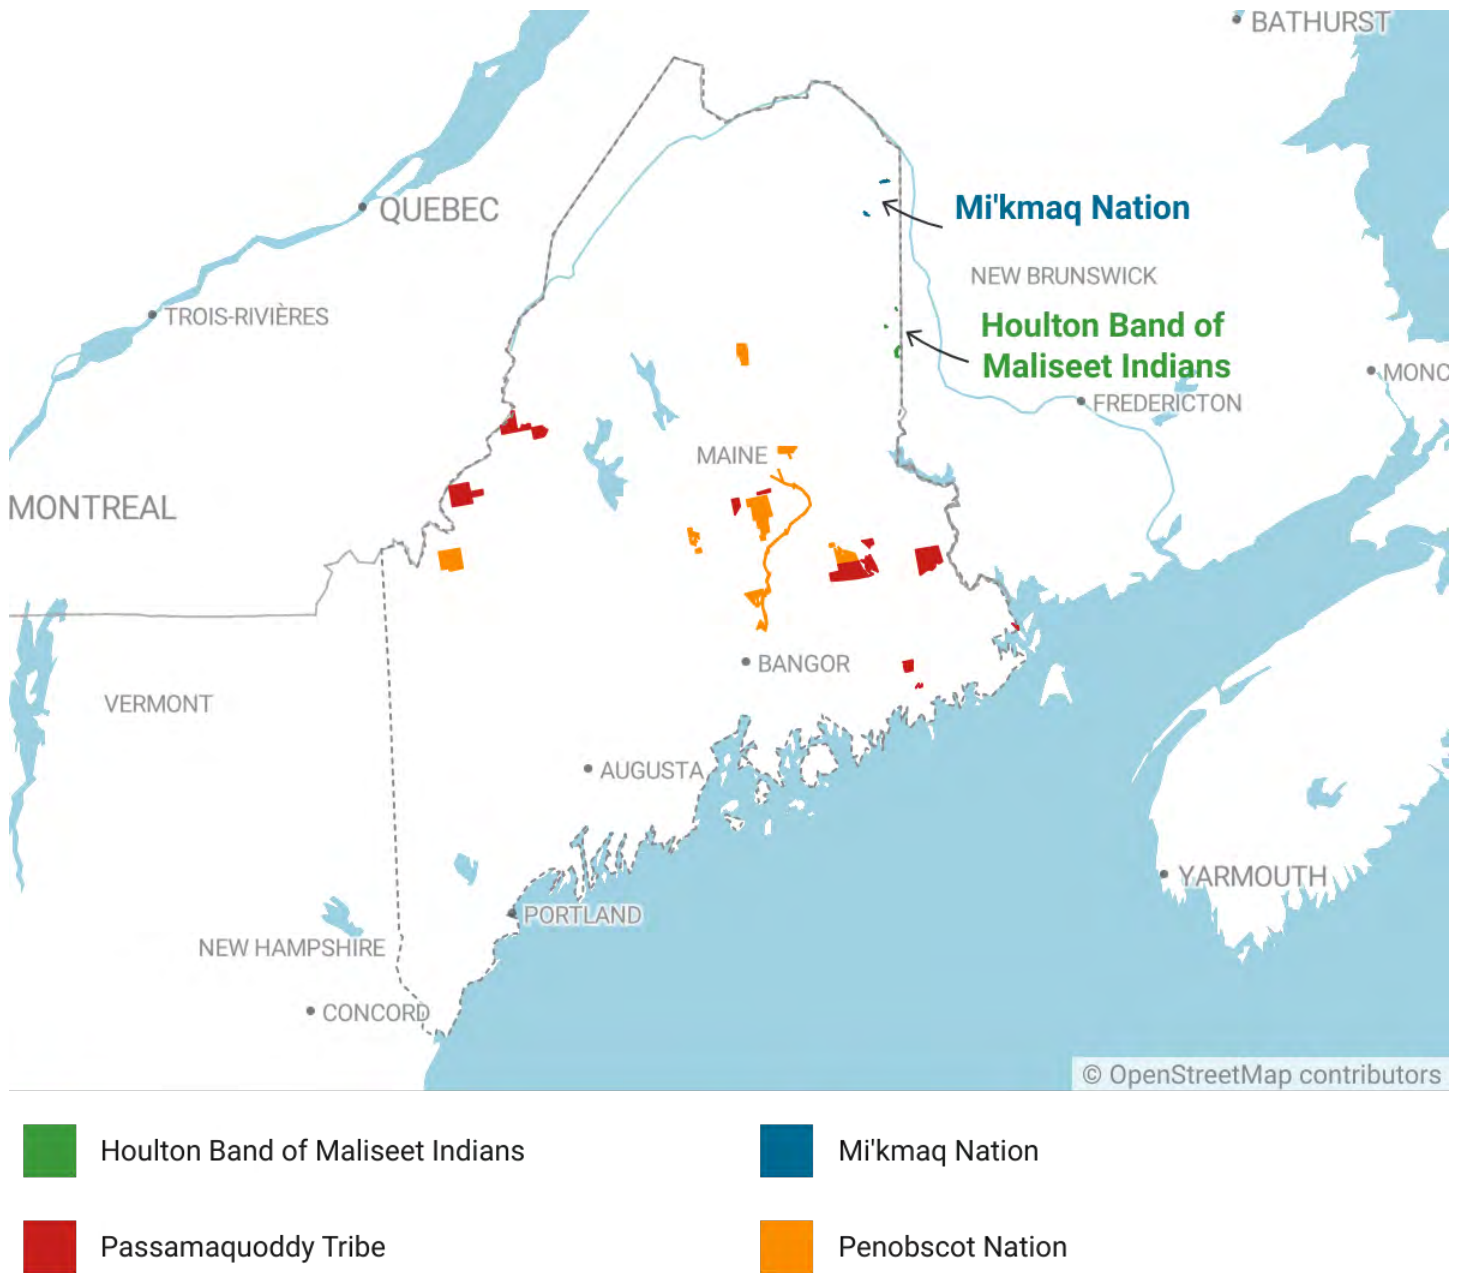 BATHURST
QUEBEC
Mi'kmaq Nation
NEW BRUNSWICK
TROIS-RIVIÈRES
Houlton Band of
Maliseet Indians
MONC
FREDERICTON
MAINE
MONTREAL
BANGOR
VERMONT
AUGUSTA
YARMOUTH
PORTLAND
NEW HAMPSHIRE
CONCORD
© OpenStreetMap contributors
Houlton Band of Maliseet Indians
Mi'kmaq Nation
Passamaquoddy Tribe
Penobscot Nation